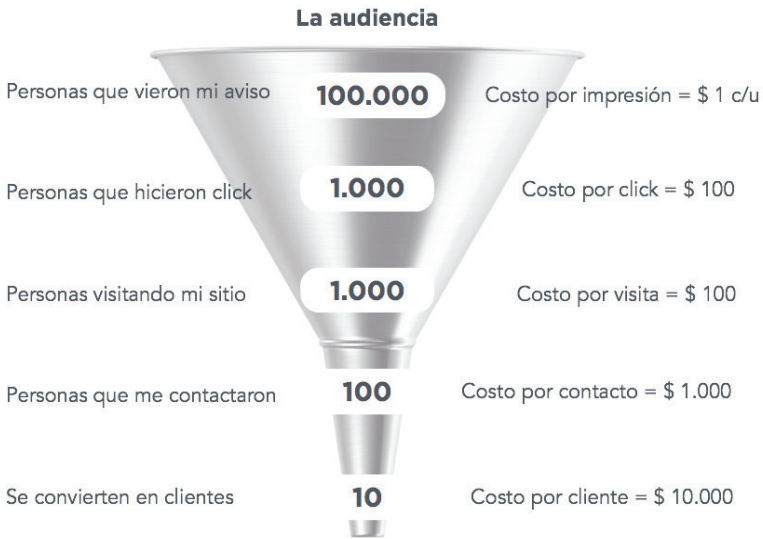 La audiencia
Personas que vieron mi aviso 100.000 Costo por impresión = $ 1 c/u
Personas que hicieron click 1.000 Costo por click = $ 100
Personas visitando mi sitio 1.000 Costo por visita = $ 100
Personas que me contactaron 100 Costo por contacto = $ 1.000
Se convierten en clientes 10 Costo por cliente = $ 10.000